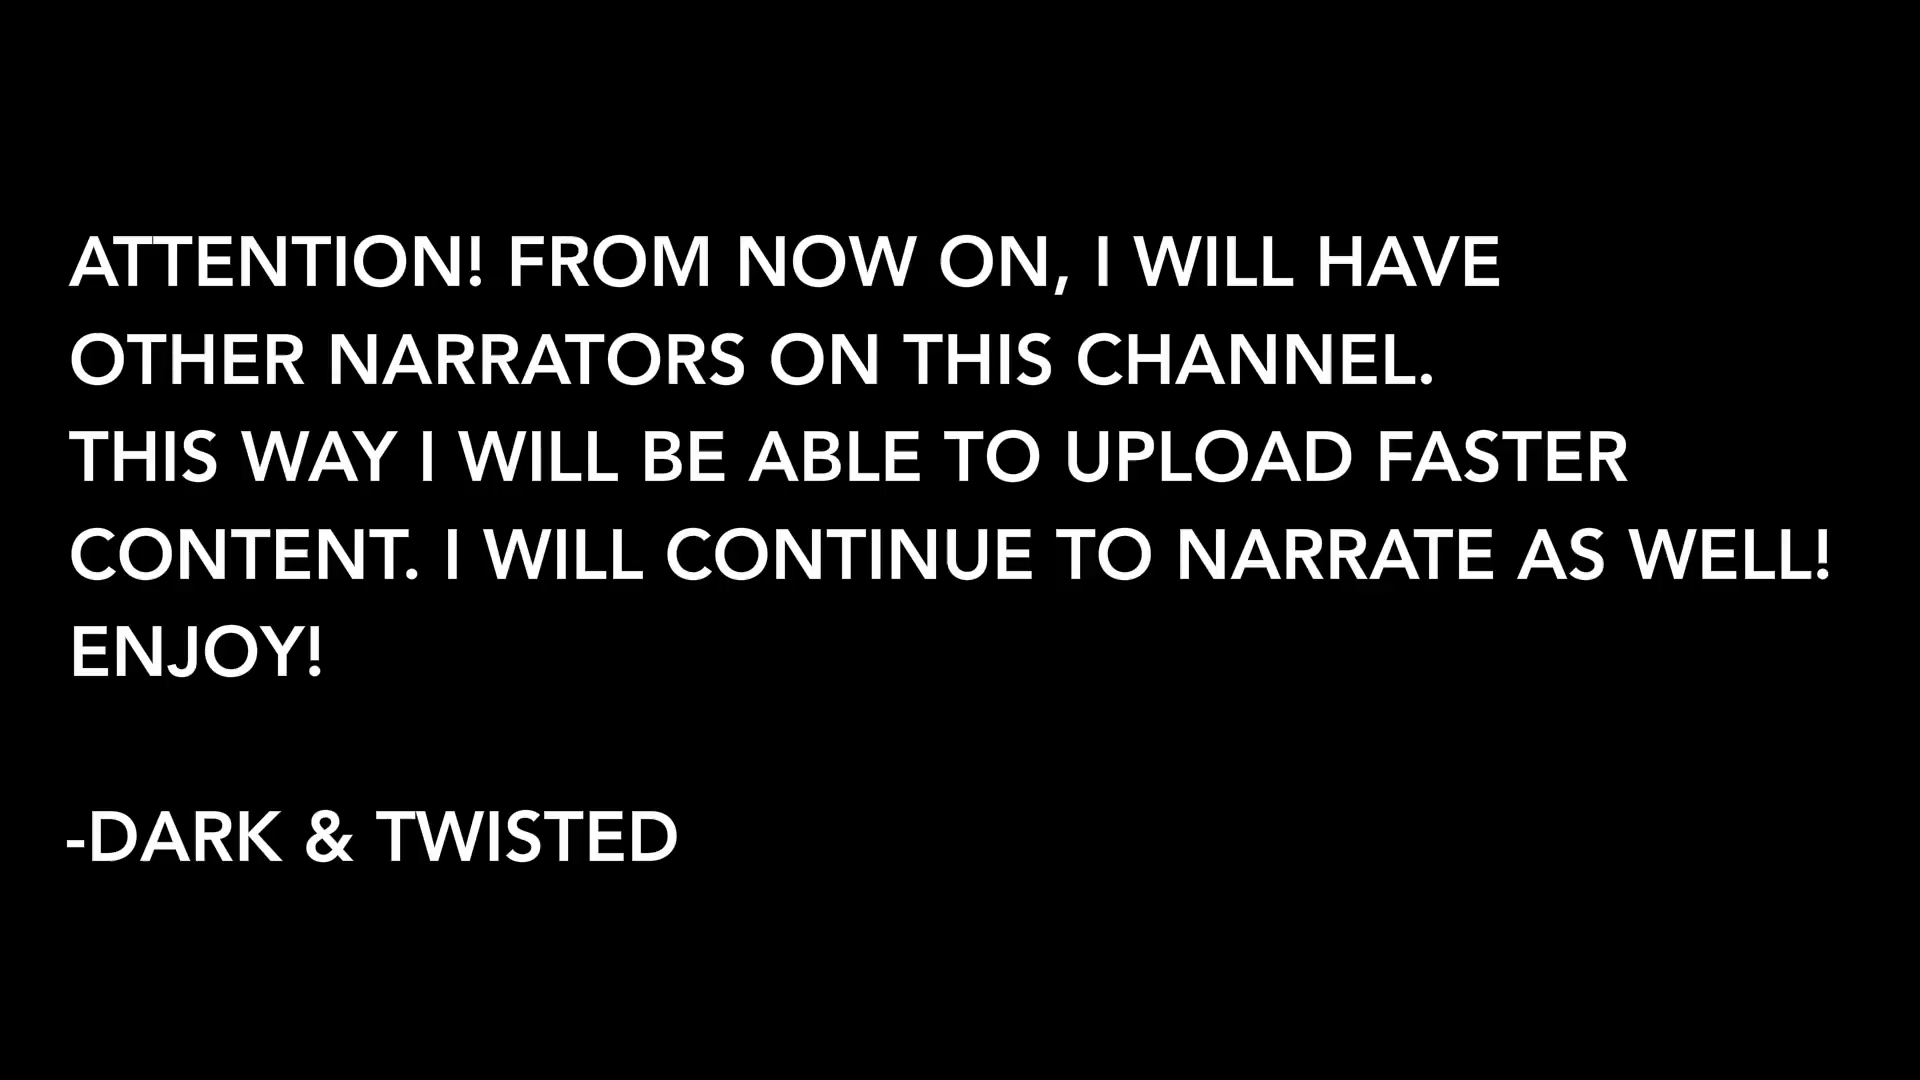 ATTENTION! FROM NOW ON, I WILL HAVE
OTHER NARRATORS ON THIS CHANNEL.
THIS WAY I WILL BE ABLE TO UPLOAD FASTER
CONTENT. I WILL CONTINUE TO NARRATE AS WELL!
ENJOY!
-DARK & TWISTED